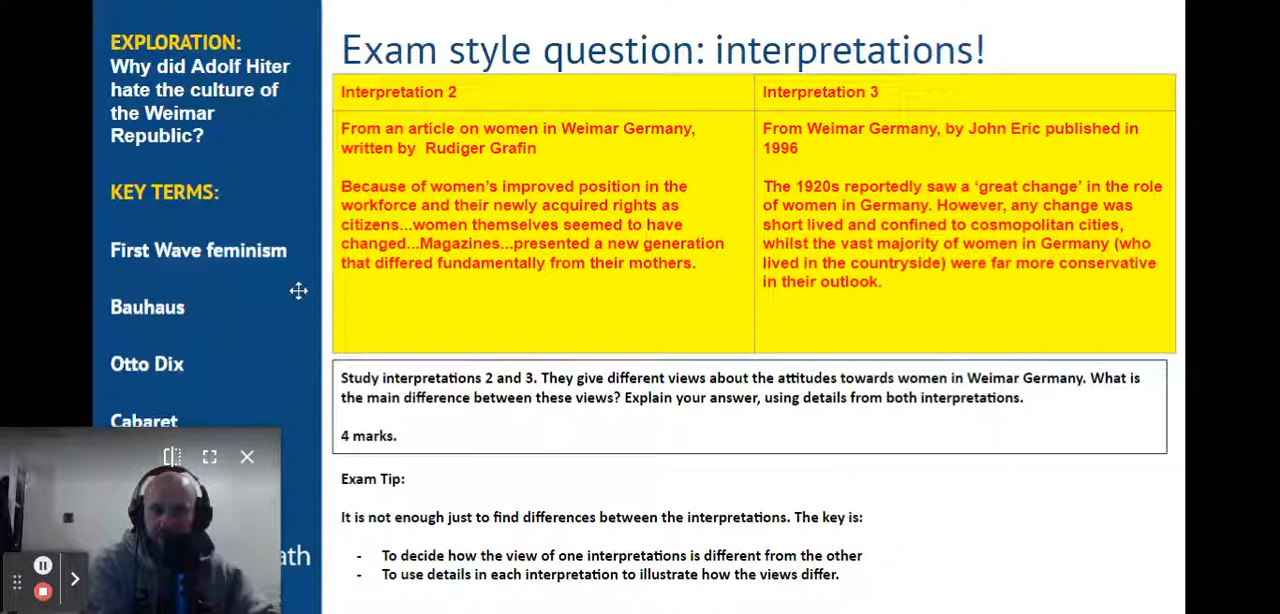 EXPLORATION:
Why did Adolf Hiter
hate the culture of
the Weimar
Republic?
KEY TERMS:
First Wave feminism
Bauhaus
Otto Dix
Cabaret
ath
Exam style question: interpretations!
Interpretation 2
From an article on women in Weimar Germany,
written by Rudiger Grafin
Because of women's improved position in the
workforce and their newly acquired rights as
citizens...women themselves seemed to have
changed...Magazines...presented a new generation
that differed fundamentally from their mothers.
Interpretation 3
From Weimar Germany, by John Eric published in
1996
The 1920s reportedly saw a ‘great change’ in the role
of women in Germany. However, any change was
short lived and confined to cosmopolitan cities,
whilst the vast majority of women in Germany (who
lived in the countryside) were far more conservative
in their outlook.
Study interpretations 2 and 3. They give different views about the attitudes towards women in Weimar Germany. What is
the main difference between these views? Explain your answer, using details from both interpretations.
4 marks.
Exam Tip:
It is not enough just to find differences between the interpretations. The key is:
- To decide how the view of one interpretations is different from the other
- To use details in each interpretation to illustrate how the views differ.